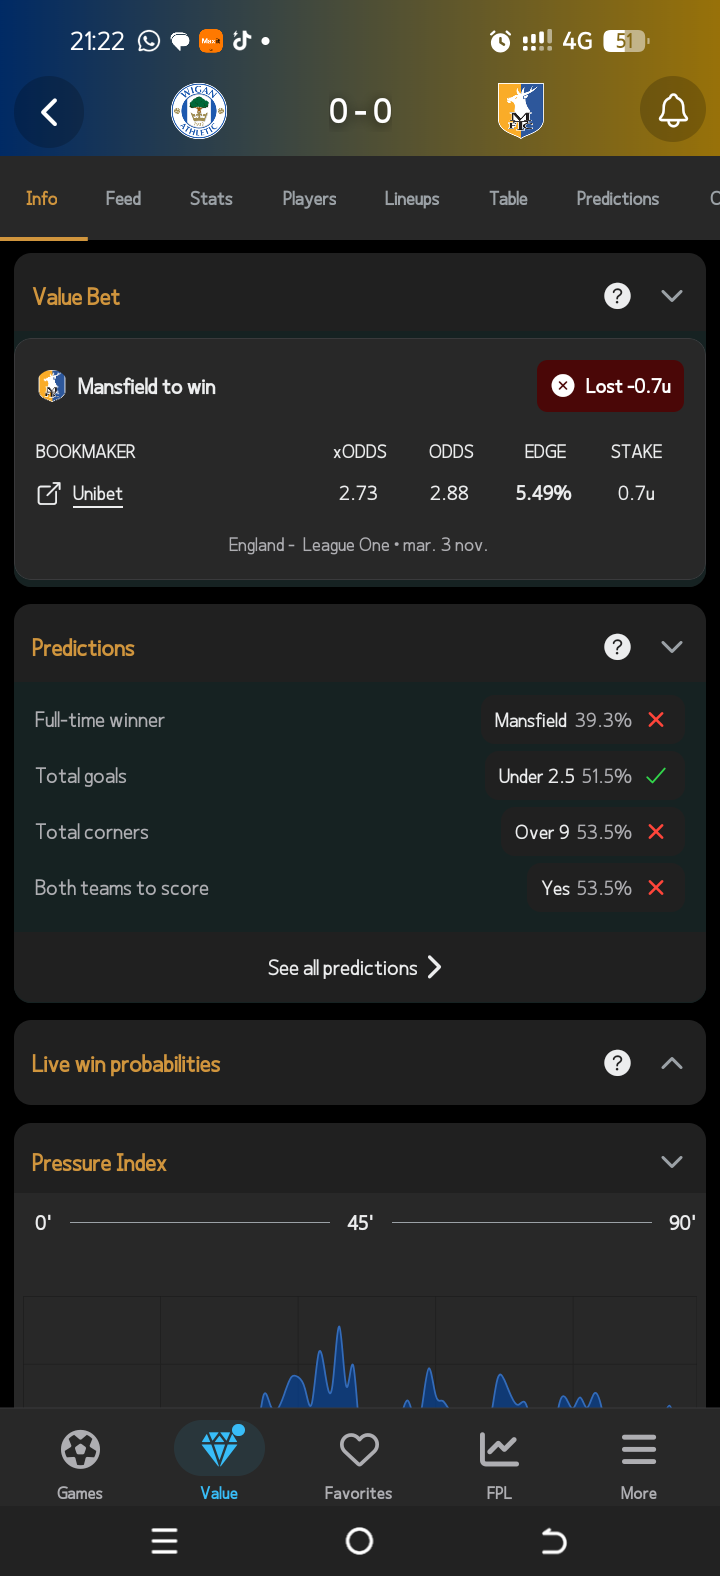 21:22 4G 51
WIGAN ATHLETIC 0 - 0 MTFC
Info Feed Stats Players Lineups Table Predictions
Value Bet ?
Mansfield to win Lost -0.7u
BOOKMAKER xODDS ODDS EDGE STAKE
Unibet 2.73 2.88 5.49% 0.7u
England - League One • mar. 3 nov.
Predictions ?
Full-time winner Mansfield 39.3%
Total goals Under 2.5 51.5%
Total corners Over 9 53.5%
Both teams to score Yes 53.5%
See all predictions
Live win probabilities ?
Pressure Index
0' 45' 90'
Games Value Favorites FPL More